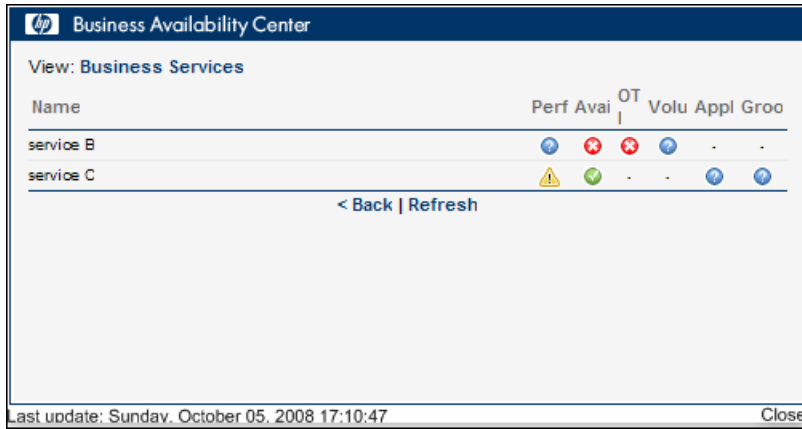 hp Business Availability Center
View: Business Services
Name Perf Avai OT Volu Appl Groo
l
service B - -
service C - -
< Back | Refresh
Last update: Sunday, October 05, 2008 17:10:47 Close